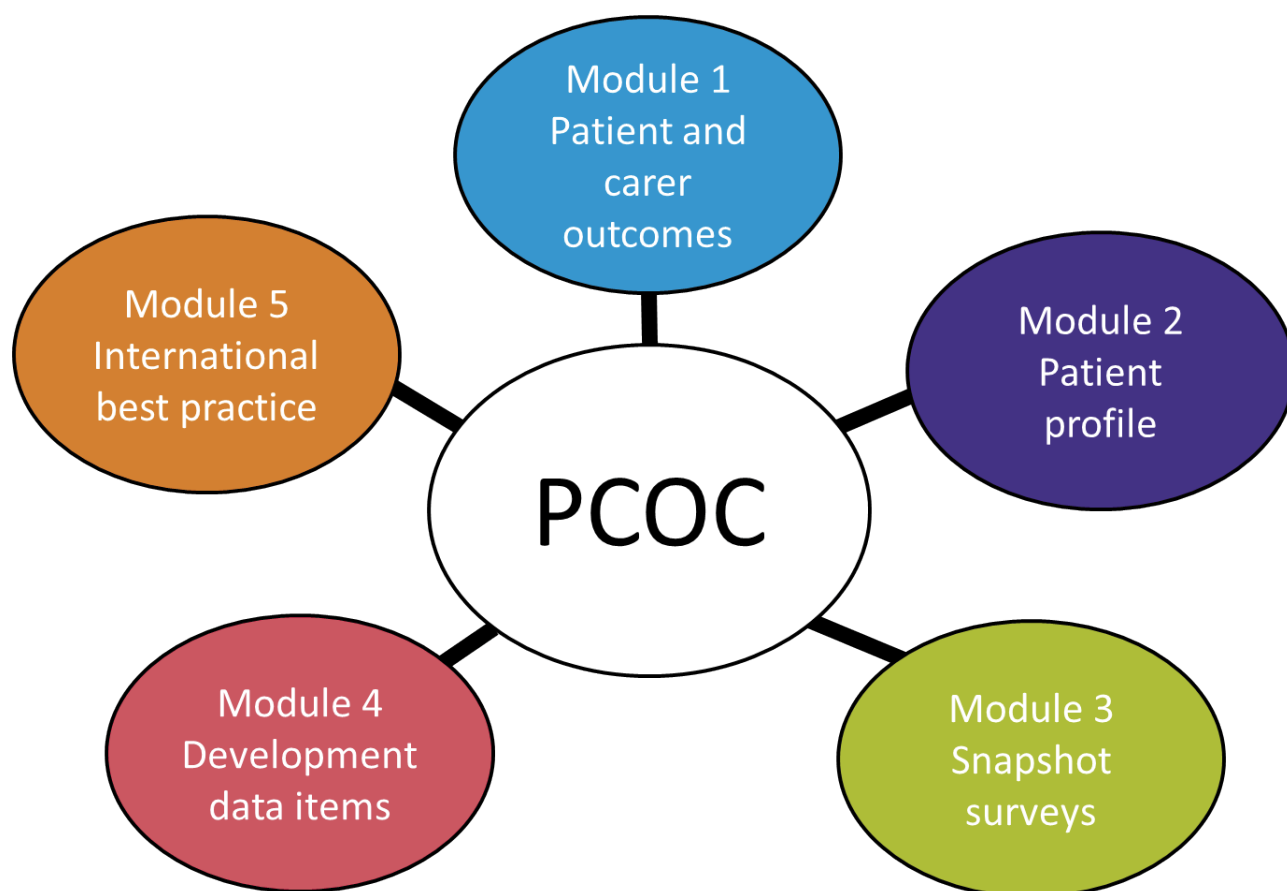 Module 1
Patient and
carer
outcomes
Module 5
International
best practice
Module 2
Patient
profile
PCOC
Module 4
Development
data items
Module 3
Snapshot
surveys